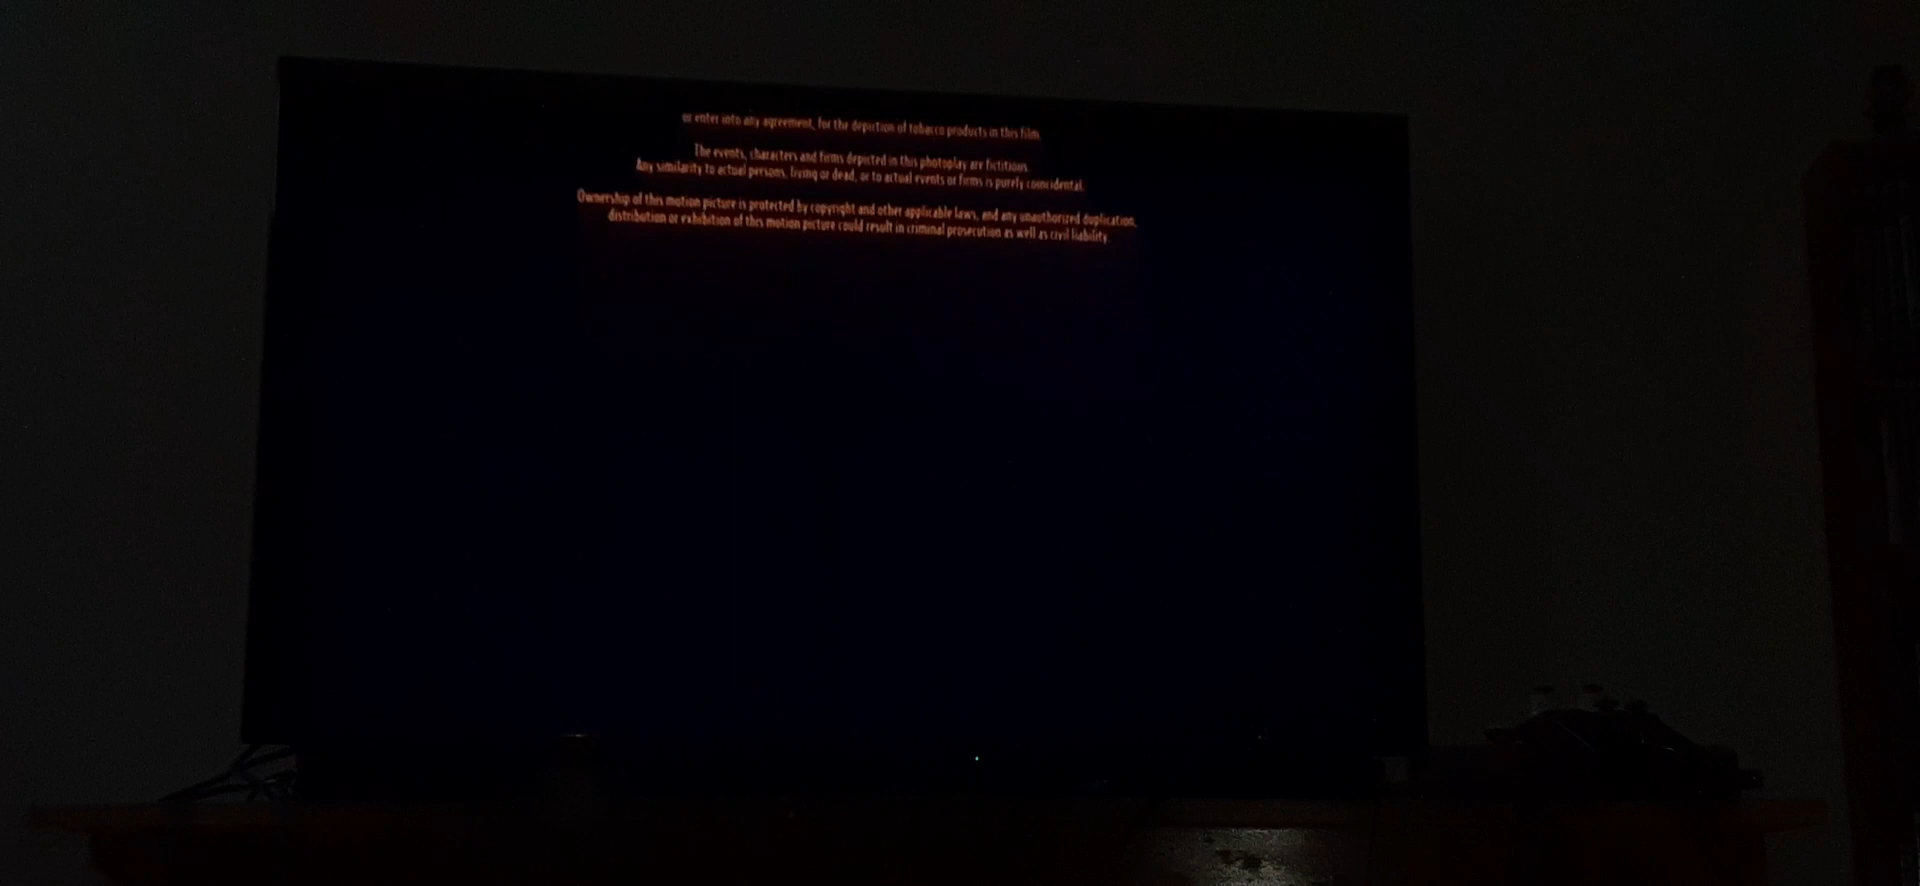 or enter into any agreement, for the depiction of tobacco products in this film.
The events, characters and firms depicted in this photoplay are fictitious.
Any similarity to actual persons, living or dead, or to actual events or firms is purely coincidental.
Ownership of this motion picture is protected by copyright and other applicable laws, and any unauthorized duplication,
distribution or exhibition of this motion picture could result in criminal prosecution as well as civil liability.